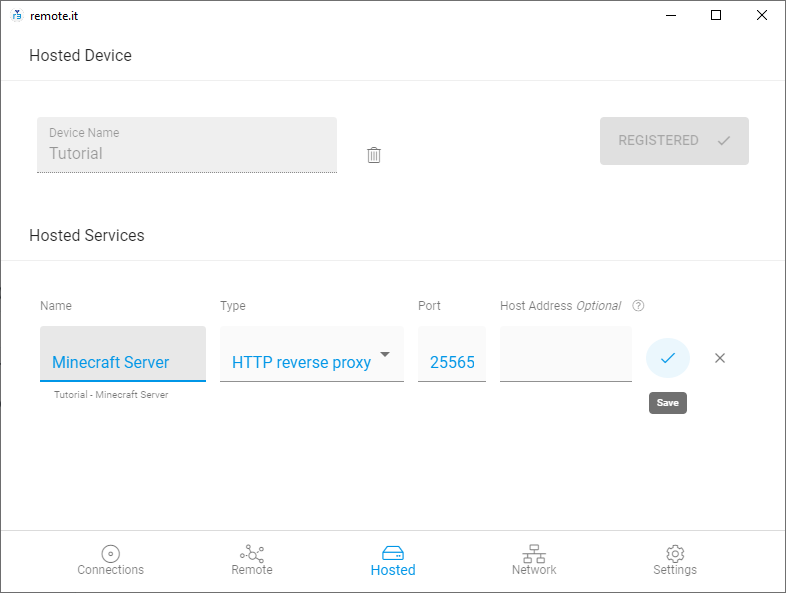 remote.it
Hosted Device
Device Name
Tutorial
REGISTERED
Hosted Services
Name Type Port Host Address Optional
Minecraft Server HTTP reverse proxy 25565
Tutorial - Minecraft Server
Save
Connections Remote Hosted Network Settings